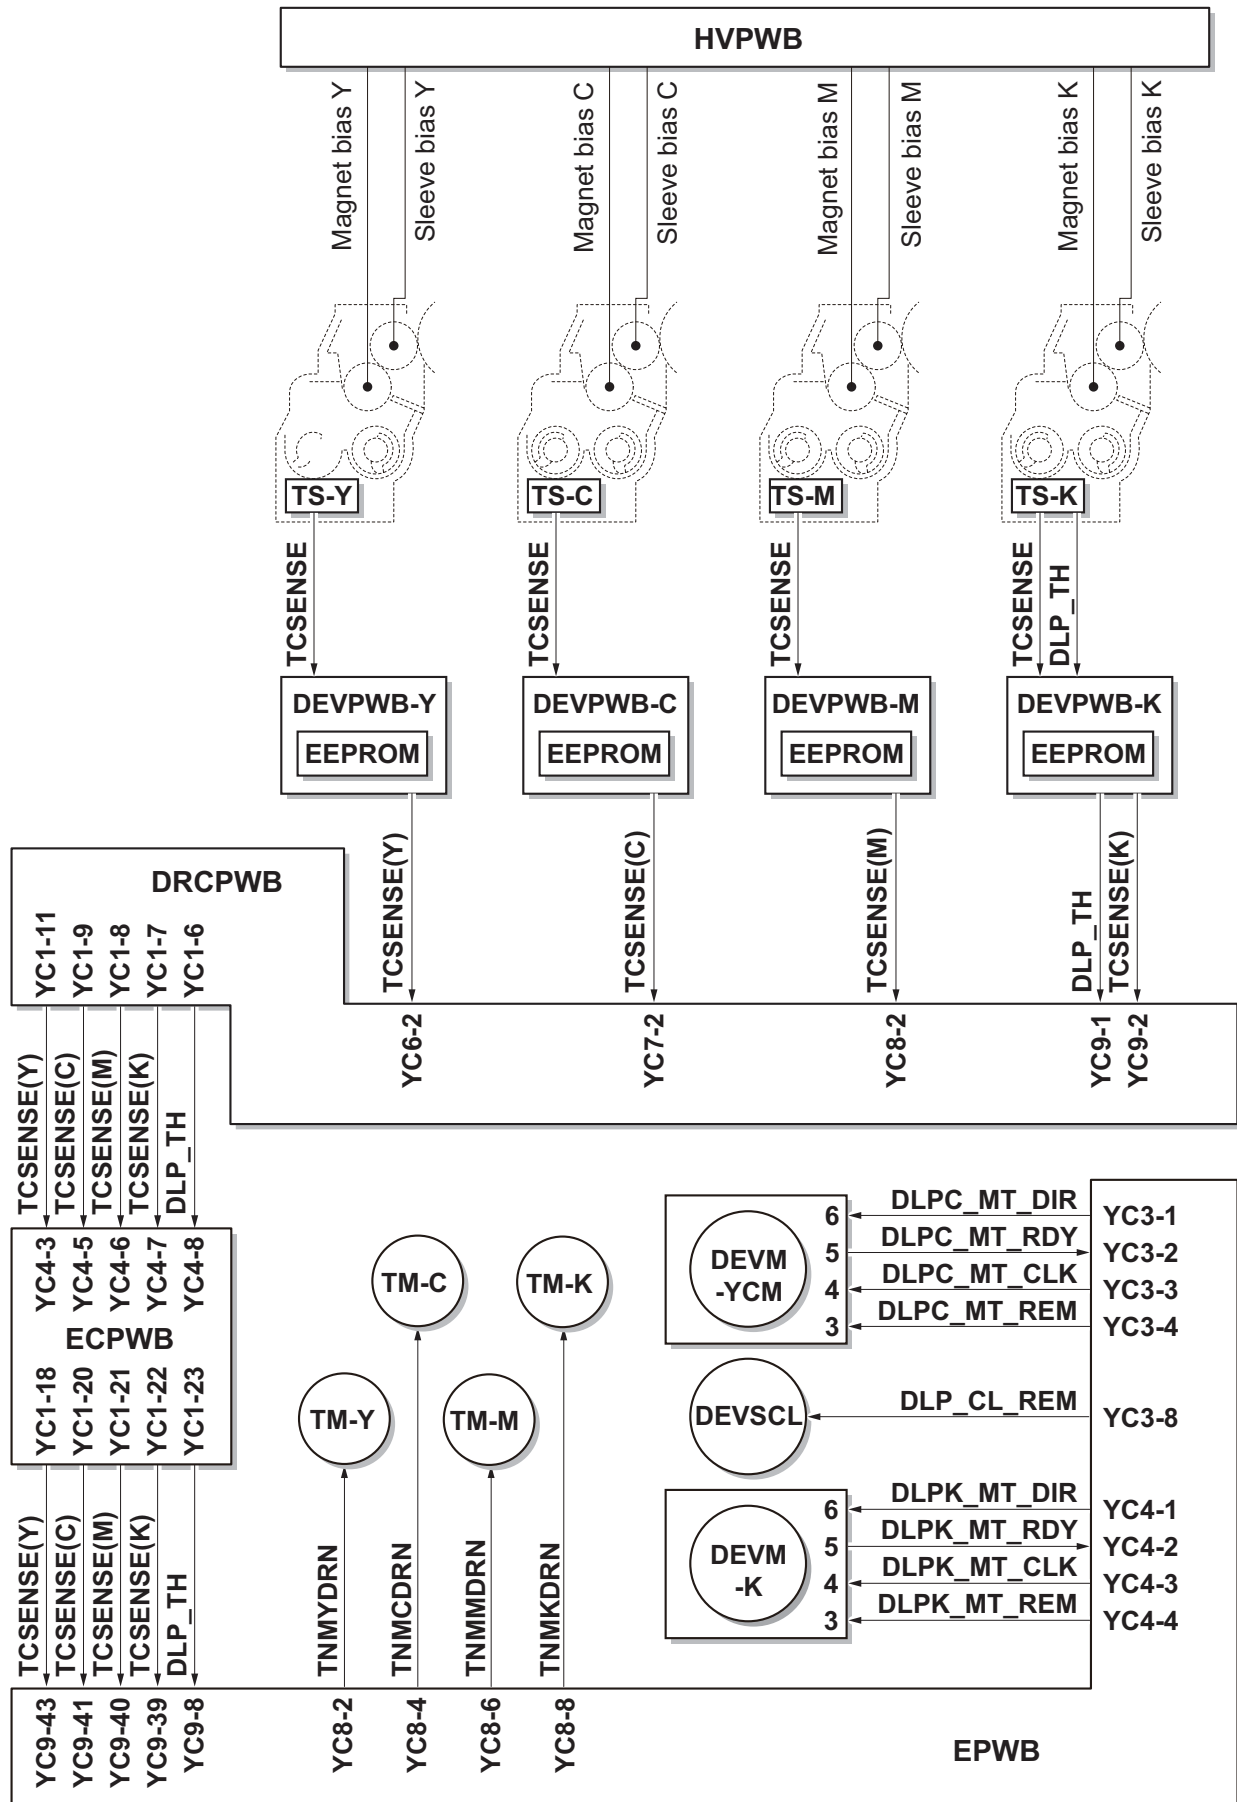 HVPWB
Magnet bias Y
Sleeve bias Y
Magnet bias C
Sleeve bias C
Magnet bias M
Sleeve bias M
Magnet bias K
Sleeve bias K
TS-Y
TS-C
TS-M
TS-K
TCSENSE
TCSENSE
TCSENSE
TCSENSE
DLP_TH
DEVPWB-Y
EEPROM
DEVPWB-C
EEPROM
DEVPWB-M
EEPROM
DEVPWB-K
EEPROM
TCSENSE(Y)
TCSENSE(C)
TCSENSE(M)
DLP_TH
TCSENSE(K)
DRCPWB
YC1-11
YC1-9
YC1-8
YC1-7
YC1-6
YC6-2
YC7-2
YC8-2
YC9-1
YC9-2
TCSENSE(Y)
TCSENSE(C)
TCSENSE(M)
TCSENSE(K)
DLP_TH
YC4-3
YC4-5
YC4-6
YC4-7
YC4-8
ECPWB
YC1-18
YC1-20
YC1-21
YC1-22
YC1-23
TCSENSE(Y)
TCSENSE(C)
TCSENSE(M)
TCSENSE(K)
DLP_TH
YC9-43
YC9-41
YC9-40
YC9-39
YC9-8
TM-C
TM-K
TM-Y
TM-M
TNMYDRN
TNMCDRN
TNMMDRN
TNMKDRN
YC8-2
YC8-4
YC8-6
YC8-8
DEVM
-YCM
6 DLPC_MT_DIR YC3-1
5 DLPC_MT_RDY YC3-2
4 DLPC_MT_CLK YC3-3
3 DLPC_MT_REM YC3-4
DEVSCL DLP_CL_REM YC3-8
DEVM
-K
6 DLPK_MT_DIR YC4-1
5 DLPK_MT_RDY YC4-2
4 DLPK_MT_CLK YC4-3
3 DLPK_MT_REM YC4-4
EPWB